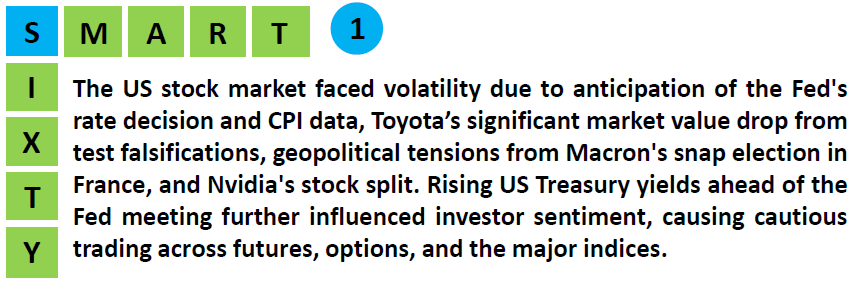 SMART 1
I
X
T
Y
The US stock market faced volatility due to anticipation of the Fed's
rate decision and CPI data, Toyota’s significant market value drop from
test falsifications, geopolitical tensions from Macron's snap election in
France, and Nvidia's stock split. Rising US Treasury yields ahead of the
Fed meeting further influenced investor sentiment, causing cautious
trading across futures, options, and the major indices.